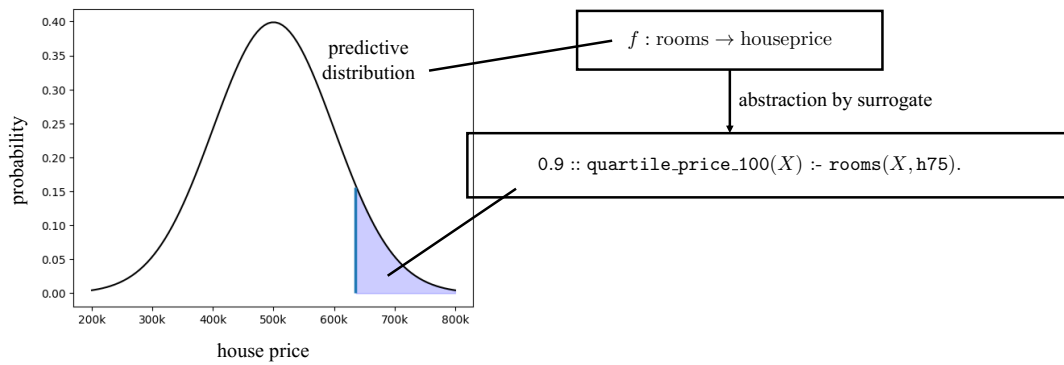 0.40
0.35
0.30
0.25
0.20
0.15
0.10
0.05
0.00
probability
200k 300k 400k 500k 600k 700k 800k
house price
predictive
distribution
f : rooms → houseprice
abstraction by surrogate
0.9 :: quartile_price_100(X) :- rooms(X, h75).